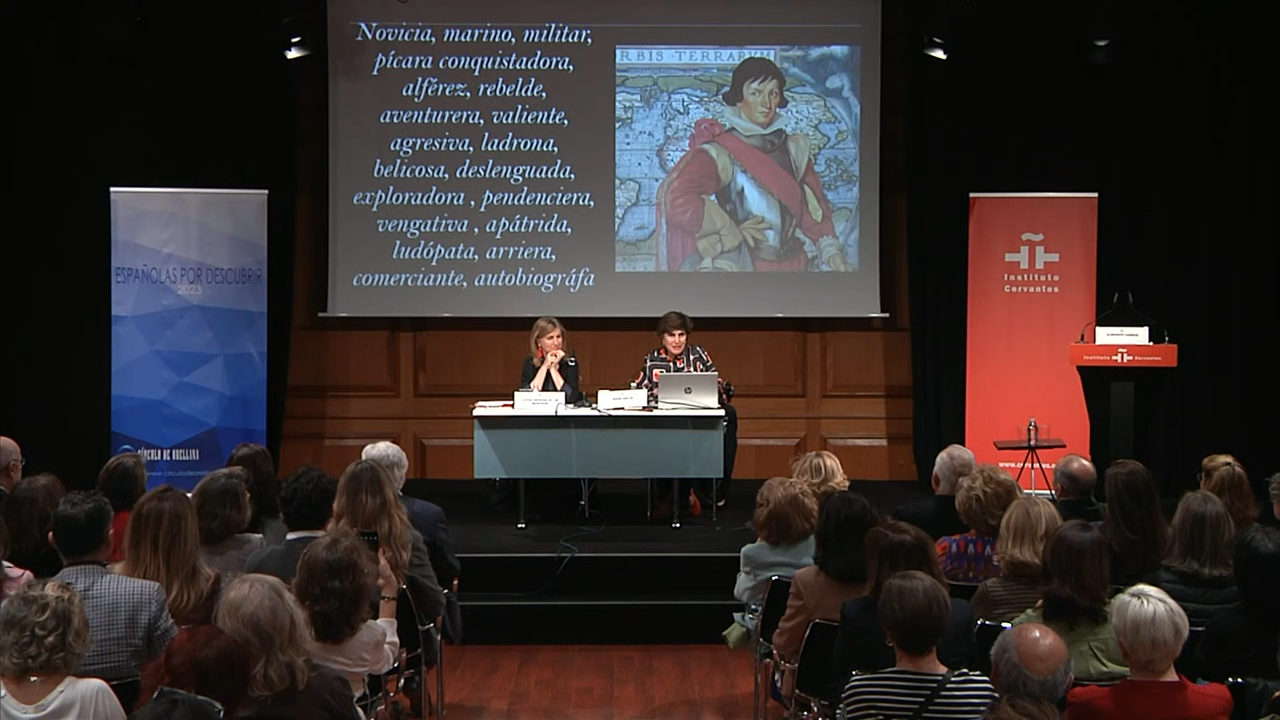 Novicia, marino, militar,
pícara conquistadora,
alférez, rebelde,
aventurera, valiente,
agresiva, ladrona,
belicosa, deslenguada,
exploradora , pendenciera,
vengativa , apátrida,
ludópata, arriera,
comerciante, autobiográfa
RBIS TERRARVM
ESPAÑOLAS POR DESCUBRIR
2023
CÍRCULO DE ORELLANA
Instituto
Cervantes
Instituto Cervantes
hp